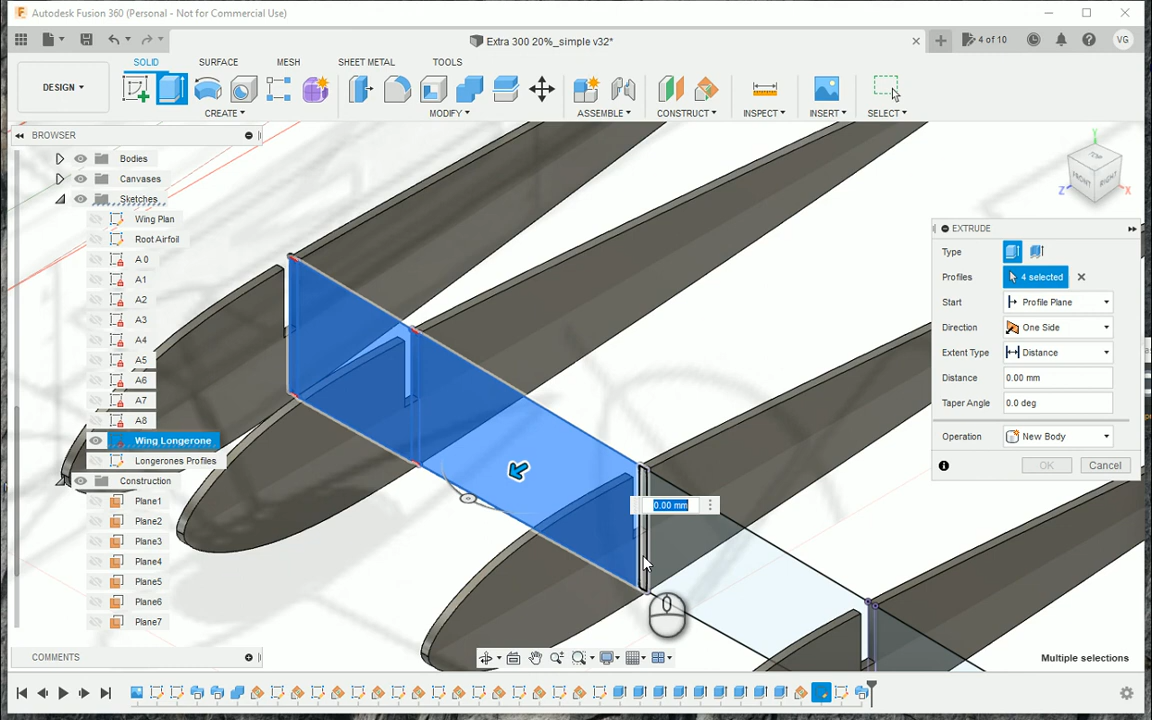 Autodesk Fusion 360 (Personal - Not for Commercial Use)
Extra 300 20%_simple v32*
4 of 10
VG
DESIGN
SOLID SURFACE MESH SHEET METAL TOOLS
CREATE MODIFY ASSEMBLE CONSTRUCT INSPECT INSERT SELECT
BROWSER
Bodies
Canvases
Sketches
Wing Plan
Root Airfoil
A 0
A1
A2
A3
A4
A5
A6
A7
A8
Wing Longerone
Longerones Profiles
Construction
Plane1
Plane2
Plane3
Plane4
Plane5
Plane6
Plane7
COMMENTS
TOP
FRONT
RIGHT
Y
Z
X
EXTRUDE
Type
Profiles 4 selected
Start Profile Plane
Direction One Side
Extent Type Distance
Distance 0.00 mm
Taper Angle 0.0 deg
Operation New Body
OK Cancel
0.00 mm
Multiple selections